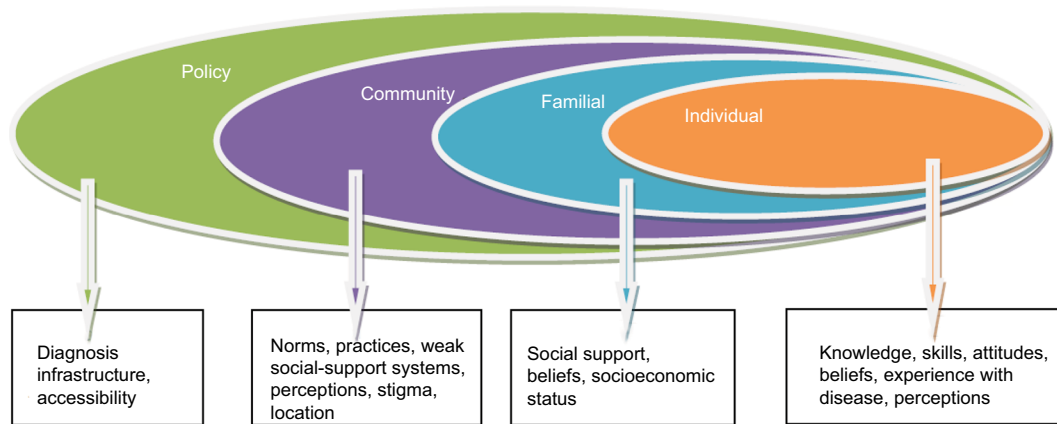 Policy
Community
Familial
Individual
Diagnosis
infrastructure,
accessibility
Norms, practices, weak
social-support systems,
perceptions, stigma,
location
Social support,
beliefs, socioeconomic
status
Knowledge, skills, attitudes,
beliefs, experience with
disease, perceptions